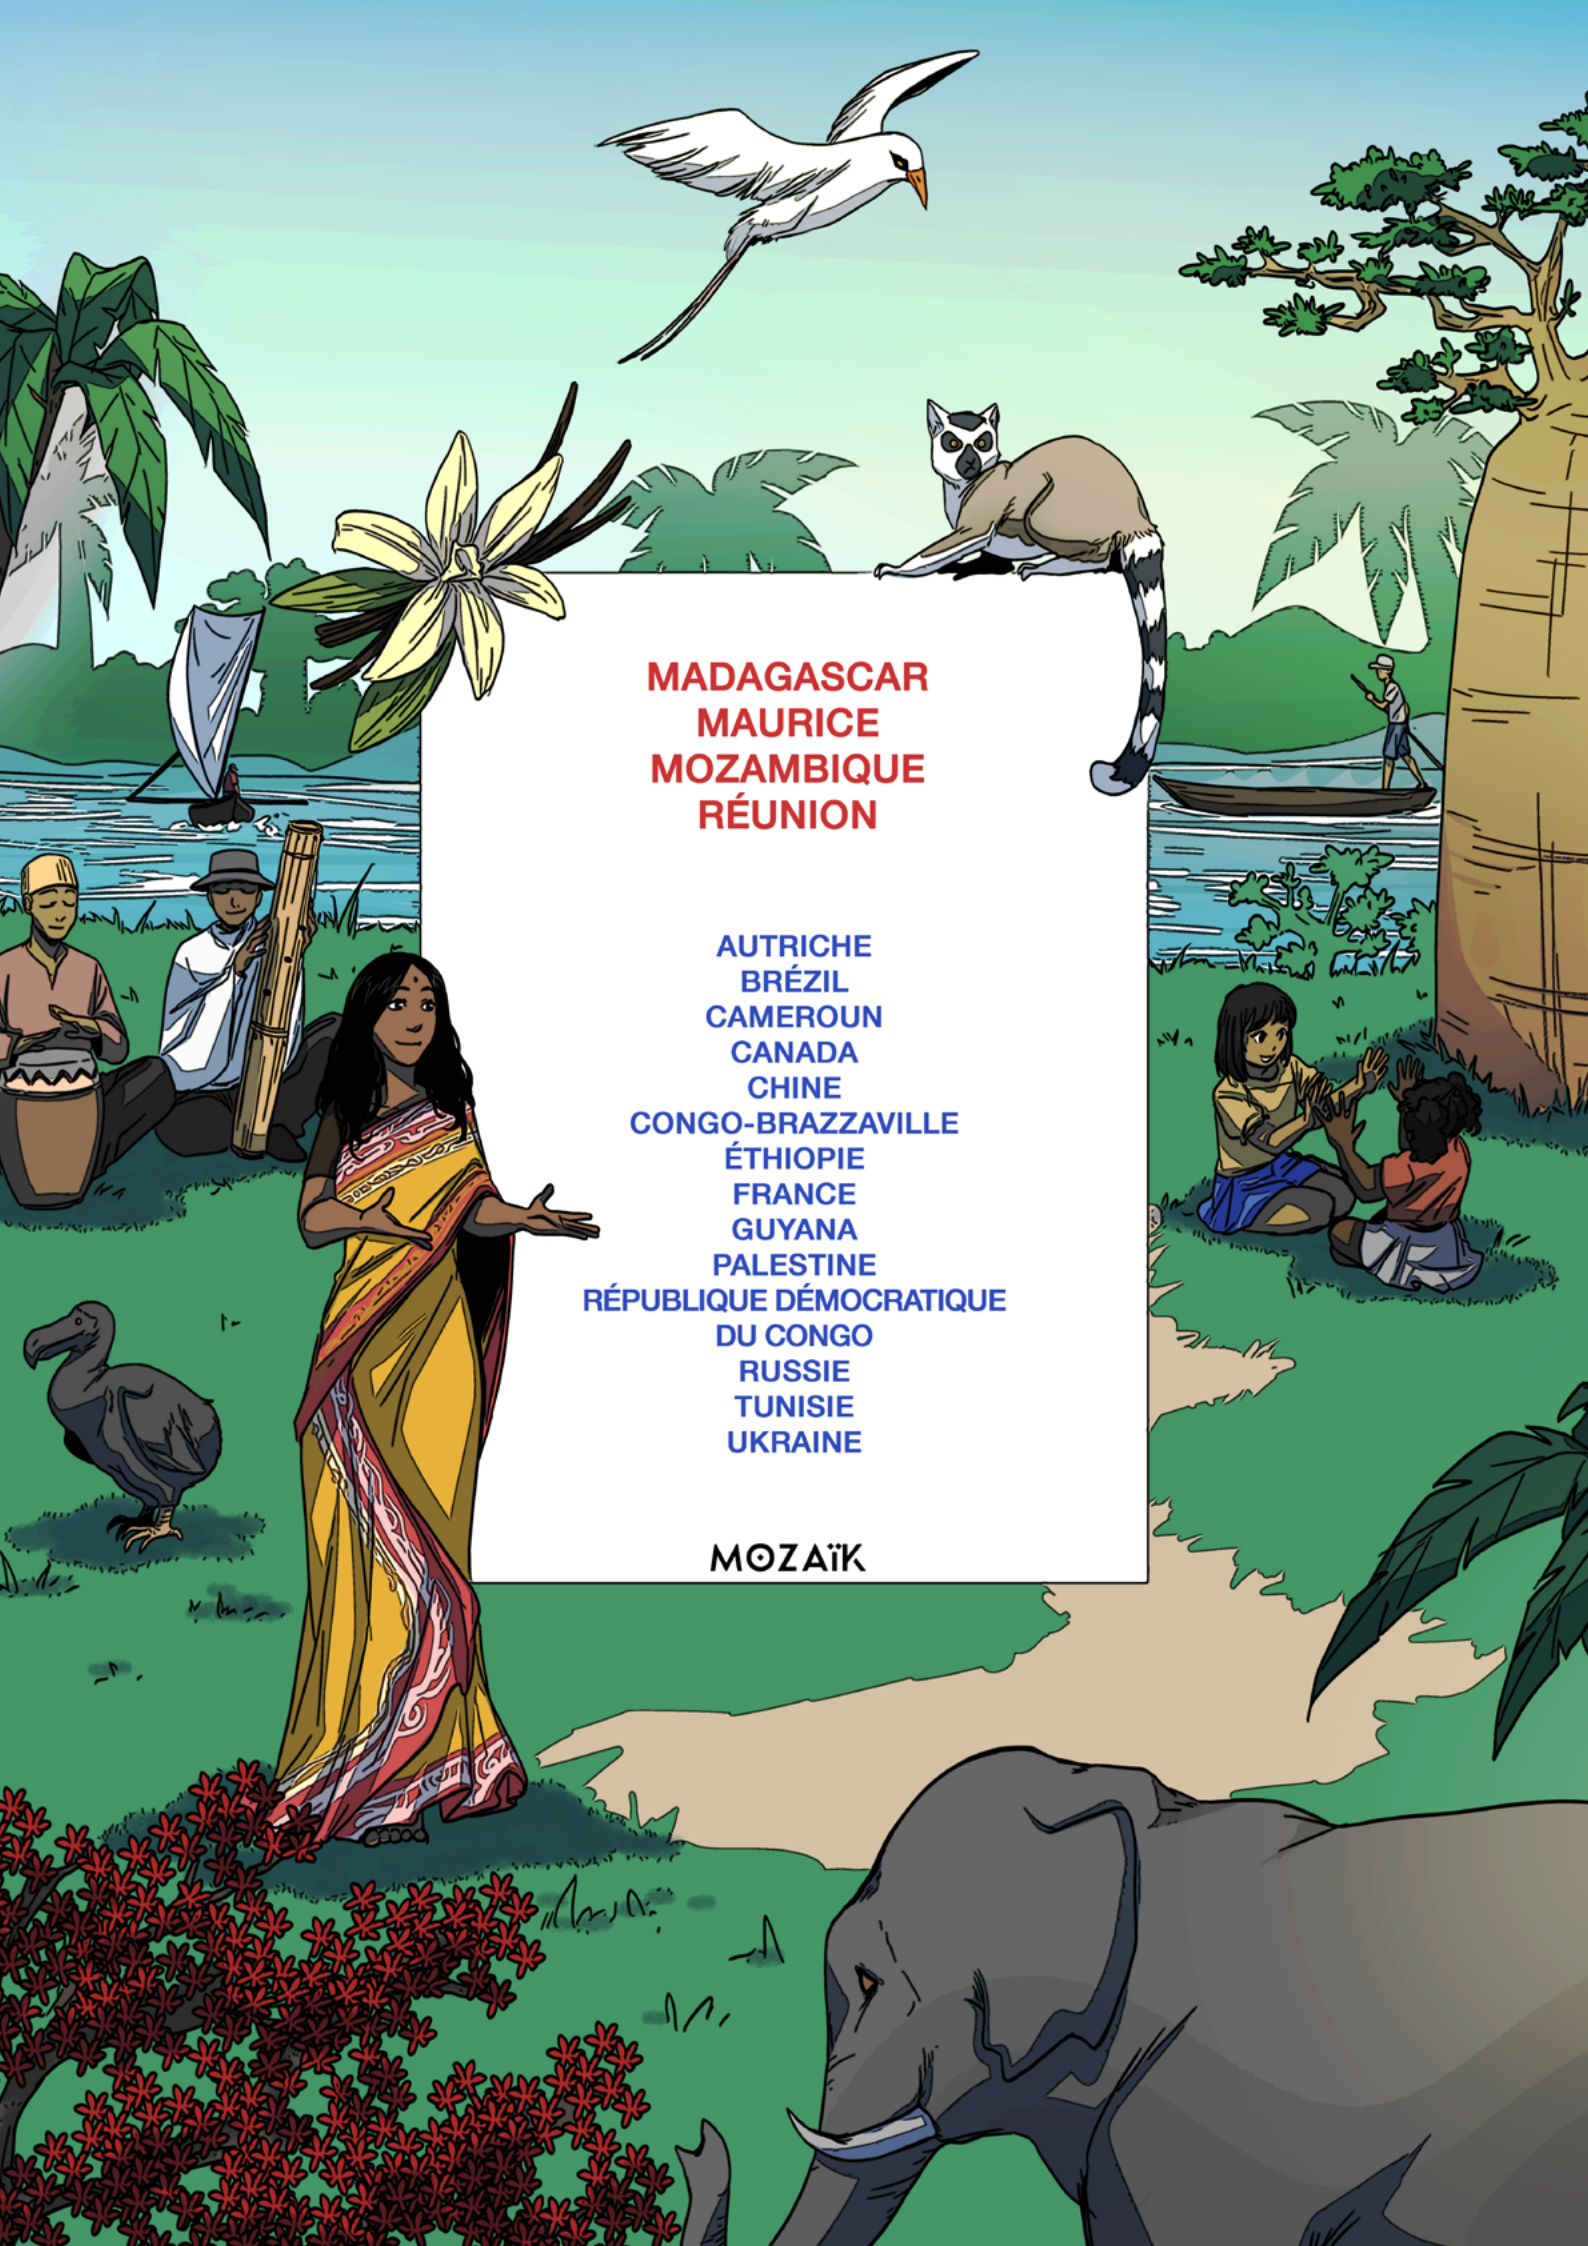 MADAGASCAR
MAURICE
MOZAMBIQUE
RÉUNION
AUTRICHE
BRÉZIL
CAMEROUN
CANADA
CHINE
CONGO-BRAZZAVILLE
ÉTHIOPIE
FRANCE
GUYANA
PALESTINE
RÉPUBLIQUE DÉMOCRATIQUE
DU CONGO
RUSSIE
TUNISIE
UKRAINE
MOZAÏK